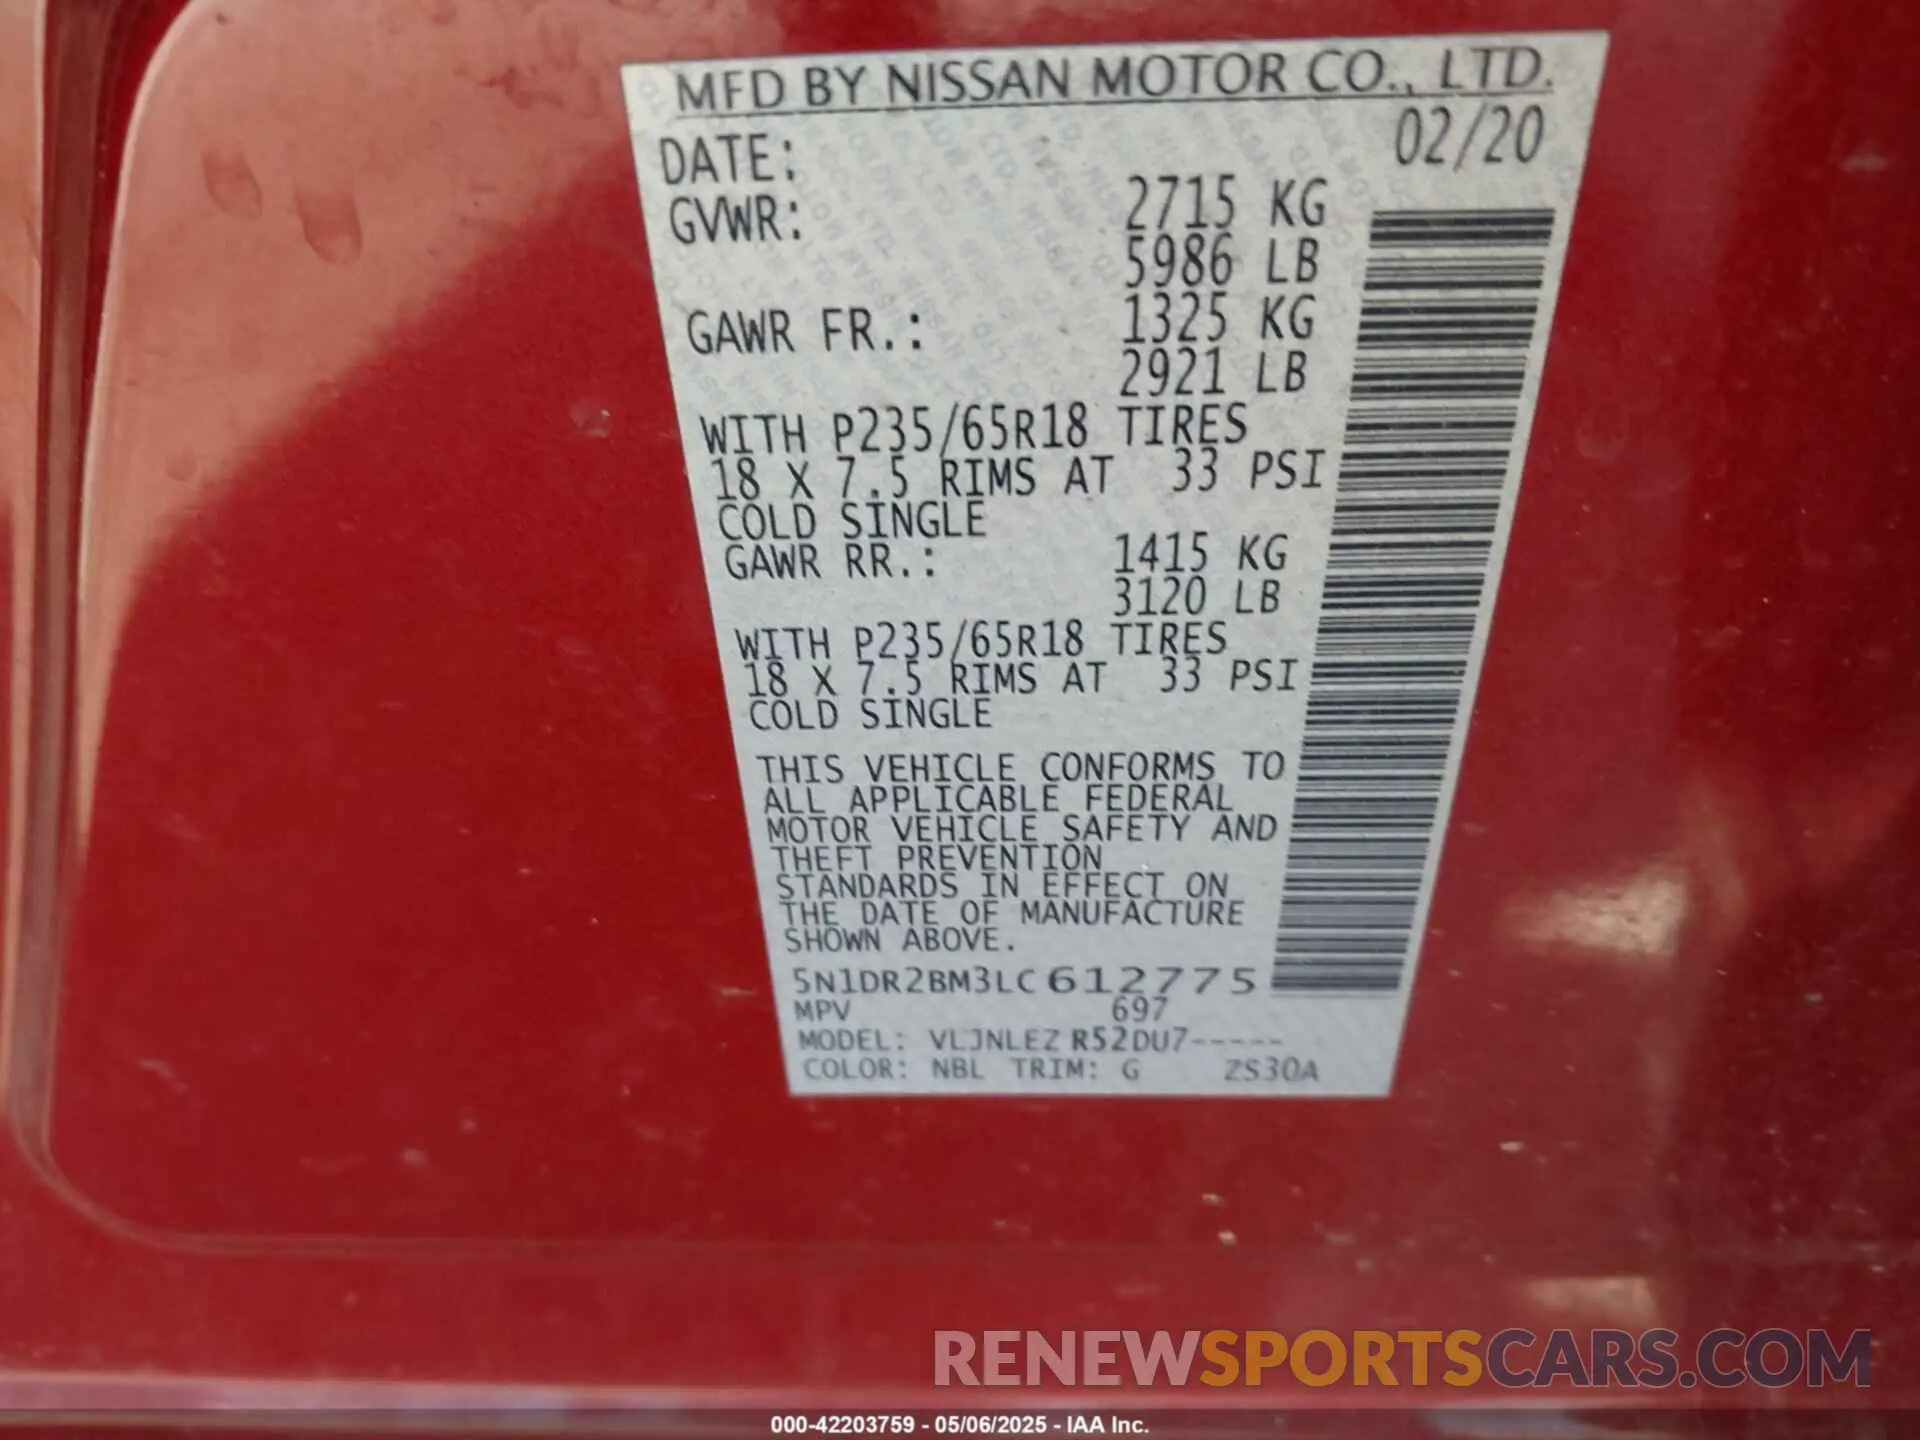 MFD BY NISSAN MOTOR CO., LTD.
DATE: 02/20
GVWR: 2715 KG
5986 LB
GAWR FR.: 1325 KG
2921 LB
WITH P235/65R18 TIRES
18 X 7.5 RIMS AT 33 PSI
COLD SINGLE
GAWR RR.: 1415 KG
3120 LB
WITH P235/65R18 TIRES
18 X 7.5 RIMS AT 33 PSI
COLD SINGLE
THIS VEHICLE CONFORMS TO
ALL APPLICABLE FEDERAL
MOTOR VEHICLE SAFETY AND
THEFT PREVENTION
STANDARDS IN EFFECT ON
THE DATE OF MANUFACTURE
SHOWN ABOVE.
5N1DR2BM3LC612775
MPV 697
MODEL: VLJNLEZ R52DU7-----
COLOR: NBL TRIM: G ZS30A
RENEWSPORTSCARS.COM
000-42203759 - 05/06/2025 - IAA Inc.